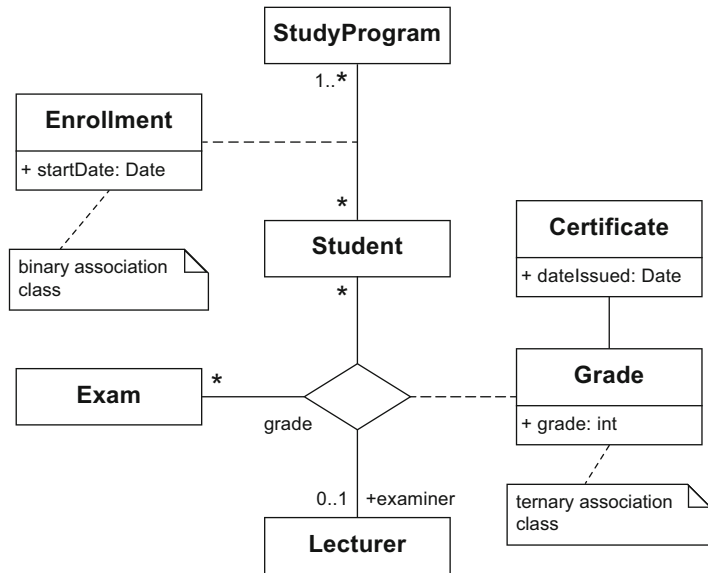 StudyProgram
1..*
Enrollment
+ startDate: Date
*
binary association
class
Student
*
Certificate
+ dateIssued: Date
Exam
*
grade
Grade
+ grade: int
0..1
+examiner
Lecturer
ternary association
class